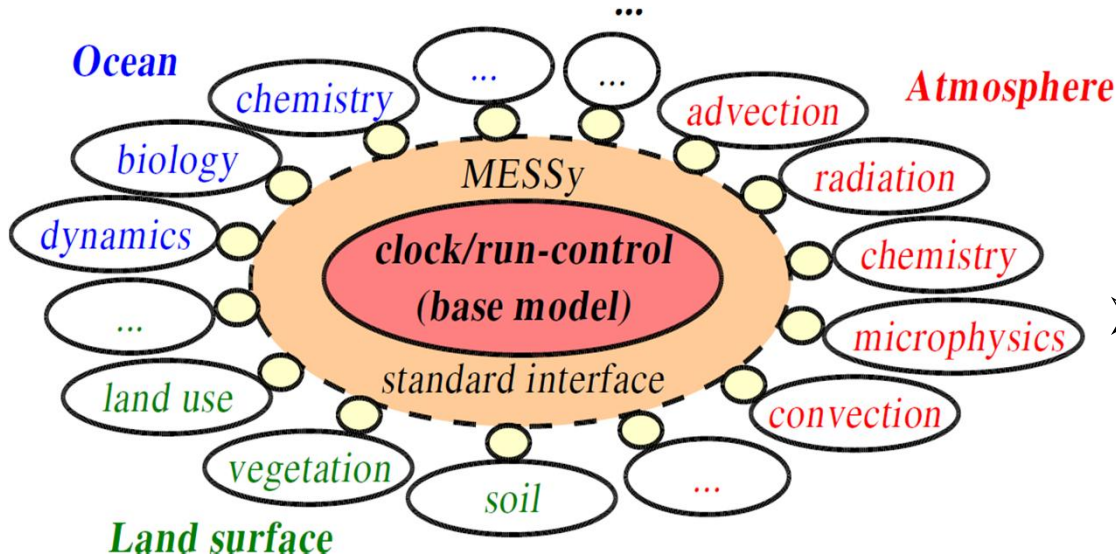 ...
Ocean
...
...
Atmosphere
chemistry
advection
biology
MESSy
radiation
dynamics
clock/run-control
(base model)
chemistry
...
microphysics
land use
standard interface
convection
vegetation
soil
...
Land surface